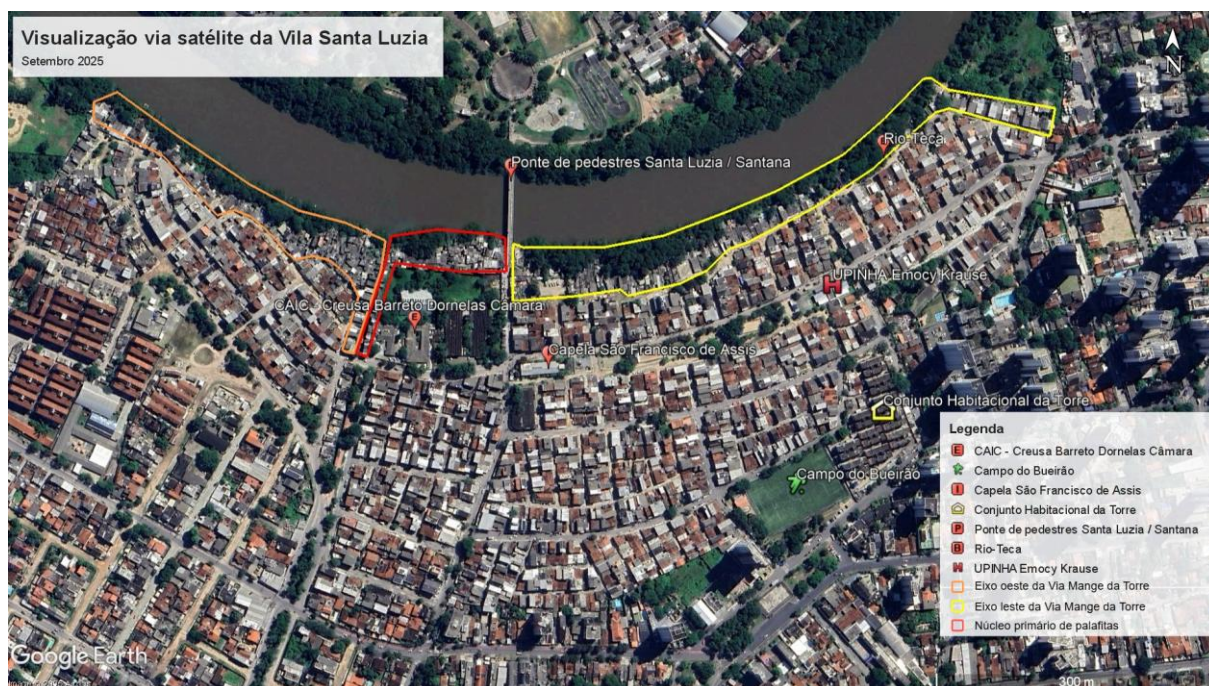 Visualização via satélite da Vila Santa Luzia
Setembro 2025
N
Rio-Teca
Ponte de pedestres Santa Luzia / Santana
UPINHA Emocy Krause
CAIC - Creusa Barreto Dornelas Câmara
E
Capela São Francisco de Assis
Conjunto Habitacional da Torre
Campo do Bueirão
Legenda
E CAIC - Creusa Barreto Dornelas Câmara
Campo do Bueirão
I Capela São Francisco de Assis
Conjunto Habitacional da Torre
P Ponte de pedestres Santa Luzia / Santana
B Rio-Teca
H UPINHA Emocy Krause
Eixo oeste da Via Mange da Torre
Eixo leste da Via Mange da Torre
Núcleo primário de palafitas
Google Earth
300 m